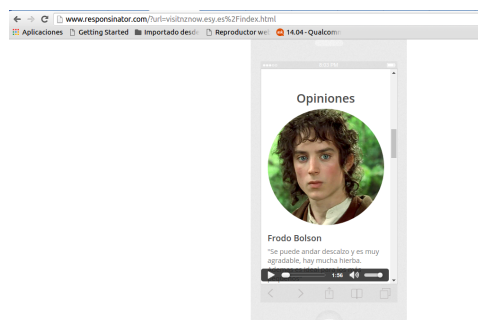 www.responsinator.com/?url=visitnznow.esy.es%2Findex.html
Aplicaciones Getting Started Importado desde Reproductor we 14.04 - Qualcomm
Opiniones
Frodo Bolson
"Se puede andar descalzo y es muy
agradable, hay mucha hierba.
1:56